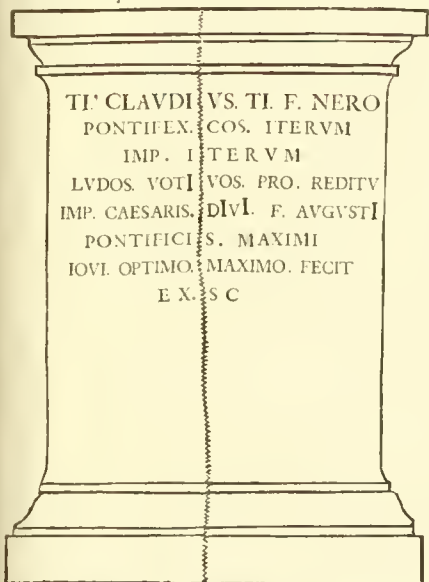 TI. CLAVDIVS. TI. F. NERO
PONTIFEX. COS. ITERVM
IMP. ITERVM
LVDOS. VOTIVOS. PRO. REDITV
IMP. CAESARIS. DIVI. F. AVGVSTI
PONTIFICIS. MAXIMI
IOVI. OPTIMO. MAXIMO. FECIT
EX. S C